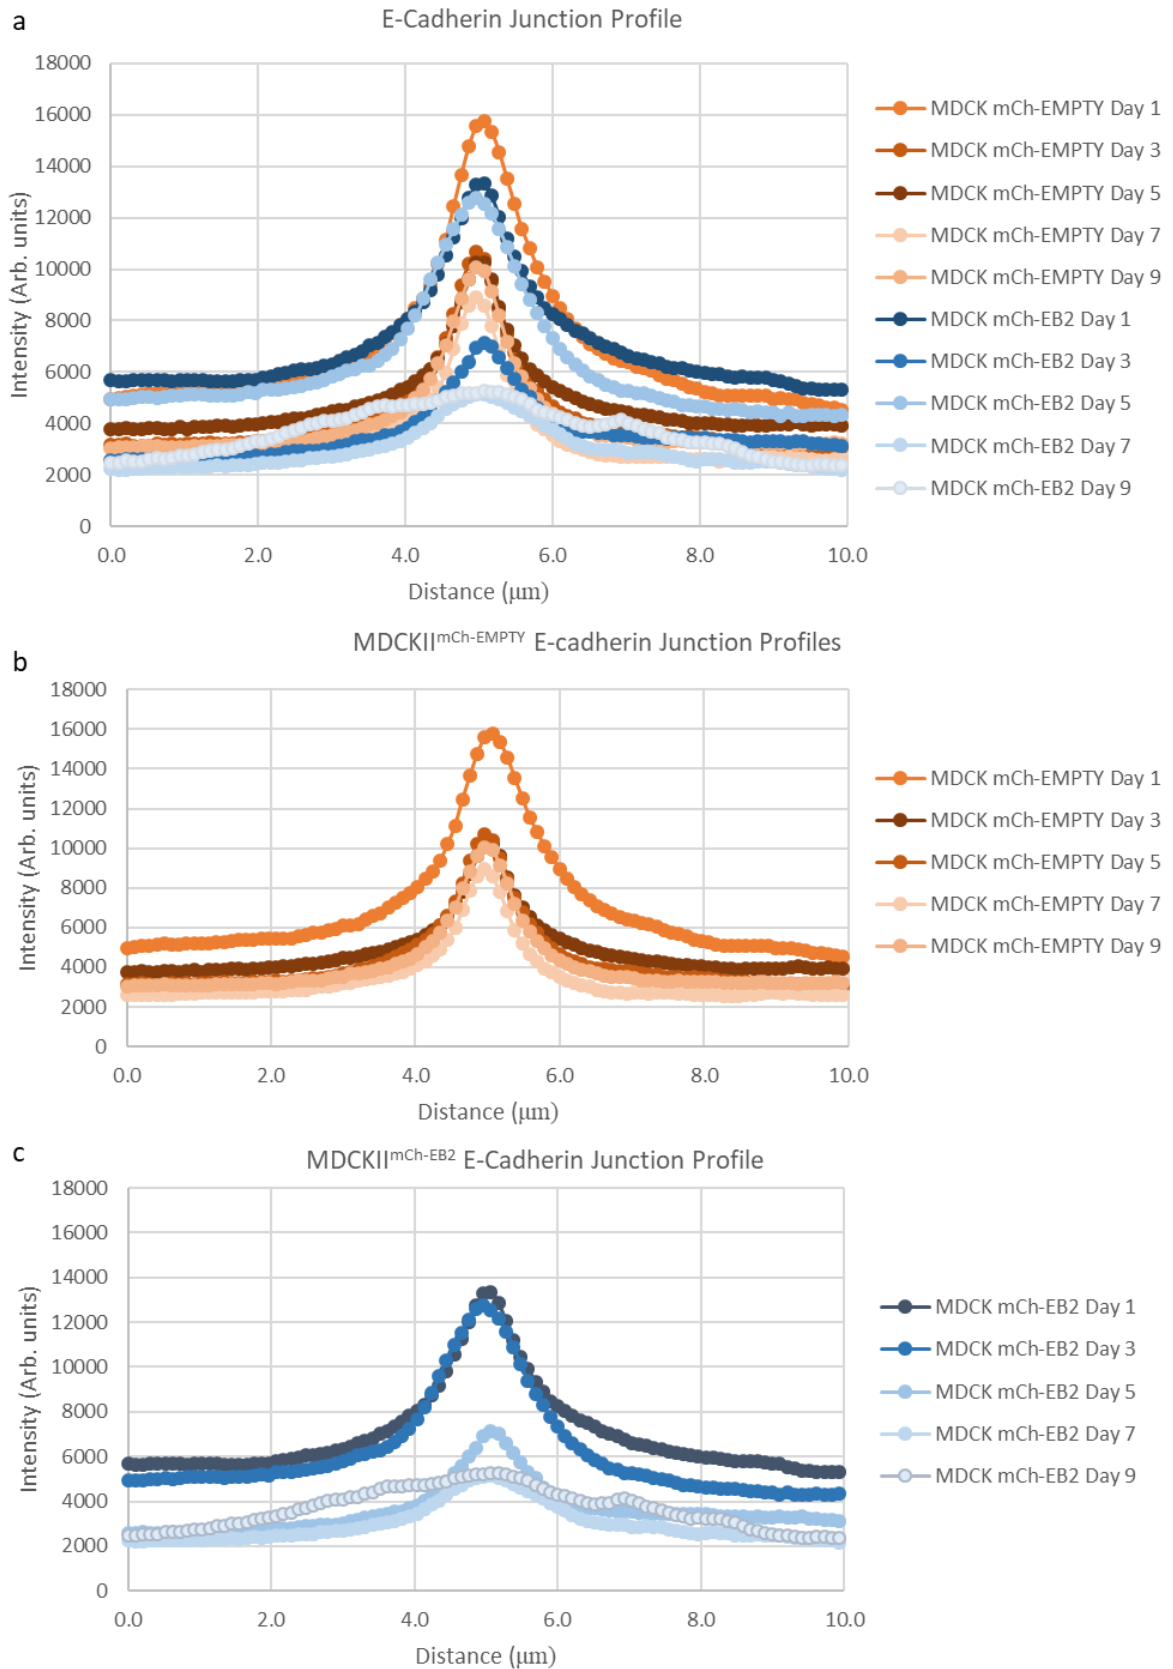 a
E-Cadherin Junction Profile
18000
16000
14000
12000
10000
8000
6000
4000
2000
0
Intensity (Arb. units)
0.0 2.0 4.0 6.0 8.0 10.0
Distance (μm)
MDCK mCh-EMPTY Day 1
MDCK mCh-EMPTY Day 3
MDCK mCh-EMPTY Day 5
MDCK mCh-EMPTY Day 7
MDCK mCh-EMPTY Day 9
MDCK mCh-EB2 Day 1
MDCK mCh-EB2 Day 3
MDCK mCh-EB2 Day 5
MDCK mCh-EB2 Day 7
MDCK mCh-EB2 Day 9
b
MDCKII^mCh-EMPTY E-cadherin Junction Profiles
18000
16000
14000
12000
10000
8000
6000
4000
2000
0
Intensity (Arb. units)
0.0 2.0 4.0 6.0 8.0 10.0
Distance (μm)
MDCK mCh-EMPTY Day 1
MDCK mCh-EMPTY Day 3
MDCK mCh-EMPTY Day 5
MDCK mCh-EMPTY Day 7
MDCK mCh-EMPTY Day 9
c
MDCKII^mCh-EB2 E-Cadherin Junction Profile
18000
16000
14000
12000
10000
8000
6000
4000
2000
0
Intensity (Arb. units)
0.0 2.0 4.0 6.0 8.0 10.0
Distance (μm)
MDCK mCh-EB2 Day 1
MDCK mCh-EB2 Day 3
MDCK mCh-EB2 Day 5
MDCK mCh-EB2 Day 7
MDCK mCh-EB2 Day 9